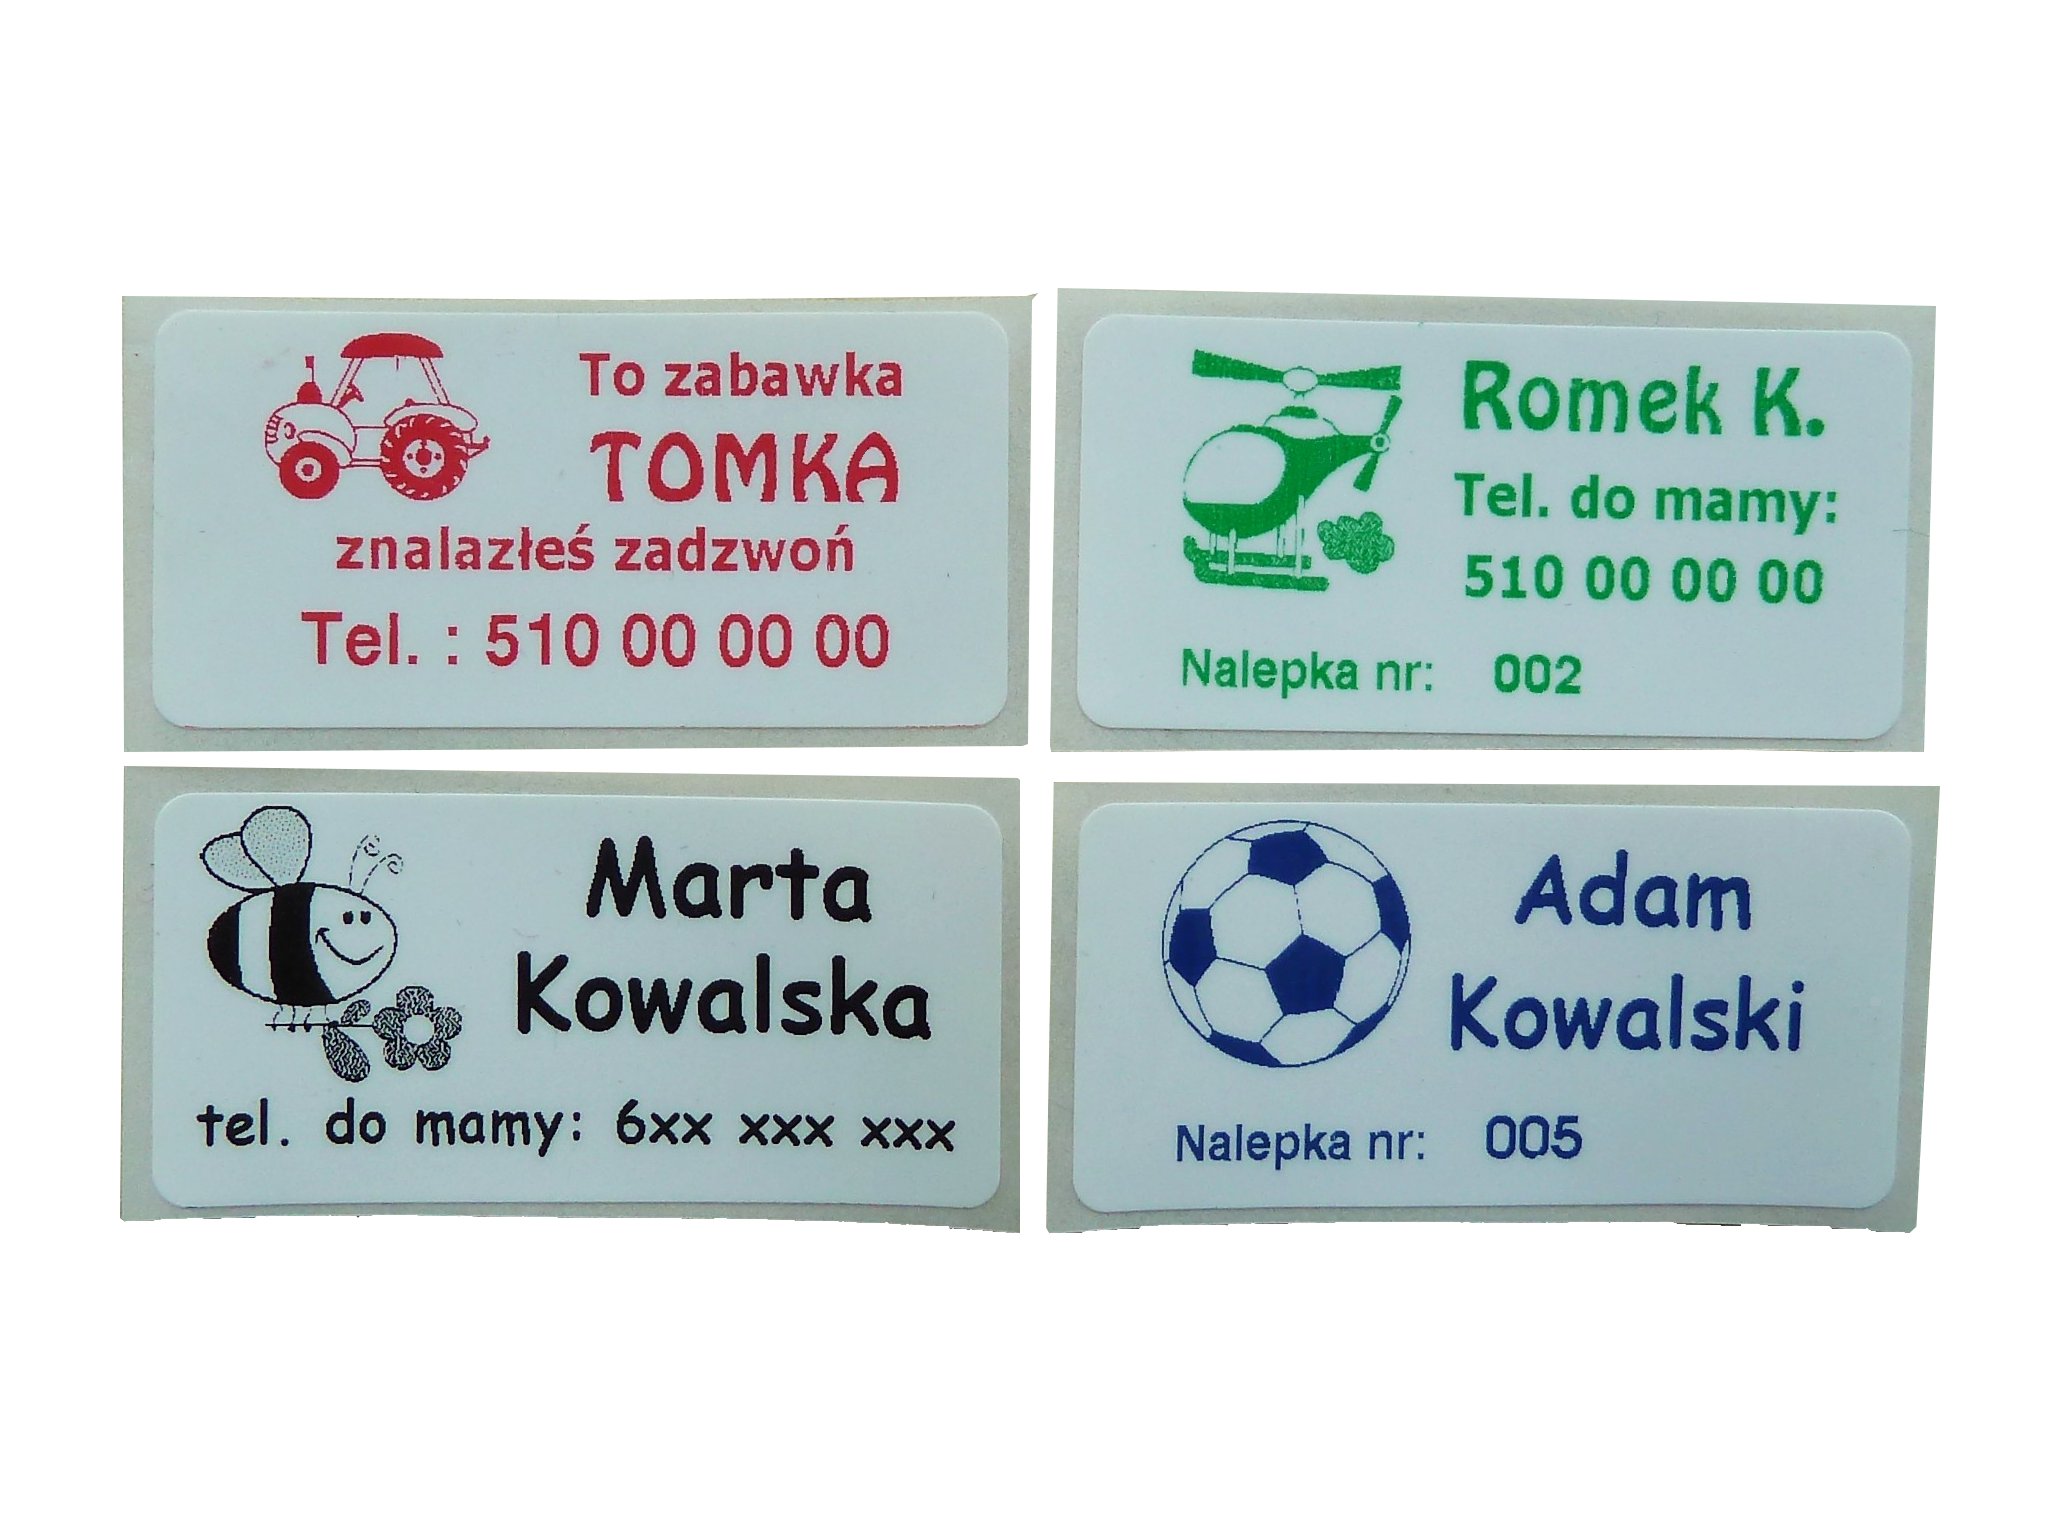 To zabawka
TOMKA
znalazłeś zadzwoń
Tel. : 510 00 00 00
Romek K.
Tel. do mamy:
510 00 00 00
Nalepka nr: 002
Marta
Kowalska
tel. do mamy: 6xx xxx xxx
Adam
Kowalski
Nalepka nr: 005